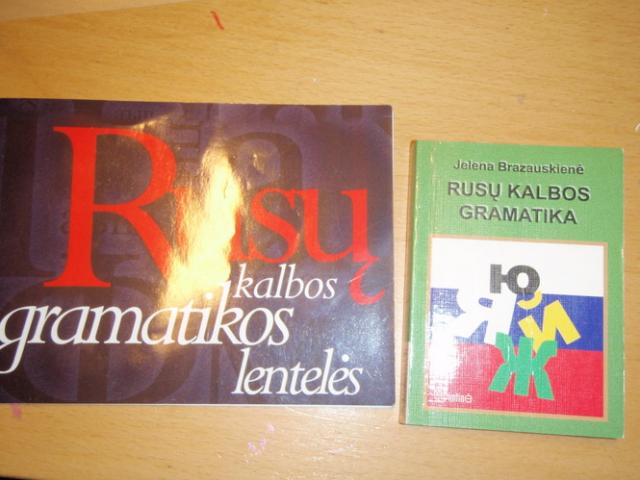 Rusų
kalbos
gramatikos
lentelės
Jelena Brazauskienė
RUSŲ KALBOS
GRAMATIKA
Ю
Я Й
Ж